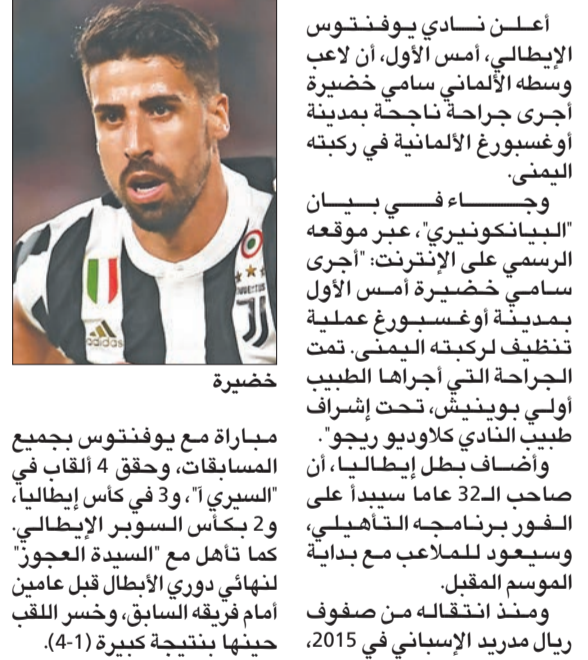 أعلن نادي يوفنتوس
الإيطالي، أمس الأول، أن لاعب
وسطه الألماني سامي خضيرة
أجرى جراحة ناجحة بمدينة
أوغسبورغ الألمانية في ركبته
اليمنى.
وجاء في بيان
"البيانكونيري"، عبر موقعه
الرسمي على الإنترنت: "أجرى
سامي خضيرة أمس الأول
بمدينة أوغسبورغ عملية
تنظيف لركبته اليمنى. تمت
الجراحة التي أجراها الطبيب
أولي بوينيش، تحت إشراف
طبيب النادي كلاوديو ريجو".
وأضاف بطل إيطاليا، أن
صاحب الـ32 عاما سيبدأ على
الفور برنامجه التأهيلي،
وسيعود للملاعب مع بداية
الموسم المقبل.
ومنذ انتقاله من صفوف
ريال مدريد الإسباني في 2015،
JUVENTUS
adidas
خضيرة
مباراة مع يوفنتوس بجميع
المسابقات، وحقق 4 ألقاب في
"السيري آ"، و3 في كأس إيطاليا،
و2 بكأس السوبر الإيطالي.
كما تأهل مع "السيدة العجوز"
لنهائي دوري الأبطال قبل عامين
أمام فريقه السابق، وخسر اللقب
حينها بنتيجة كبيرة (1-4).